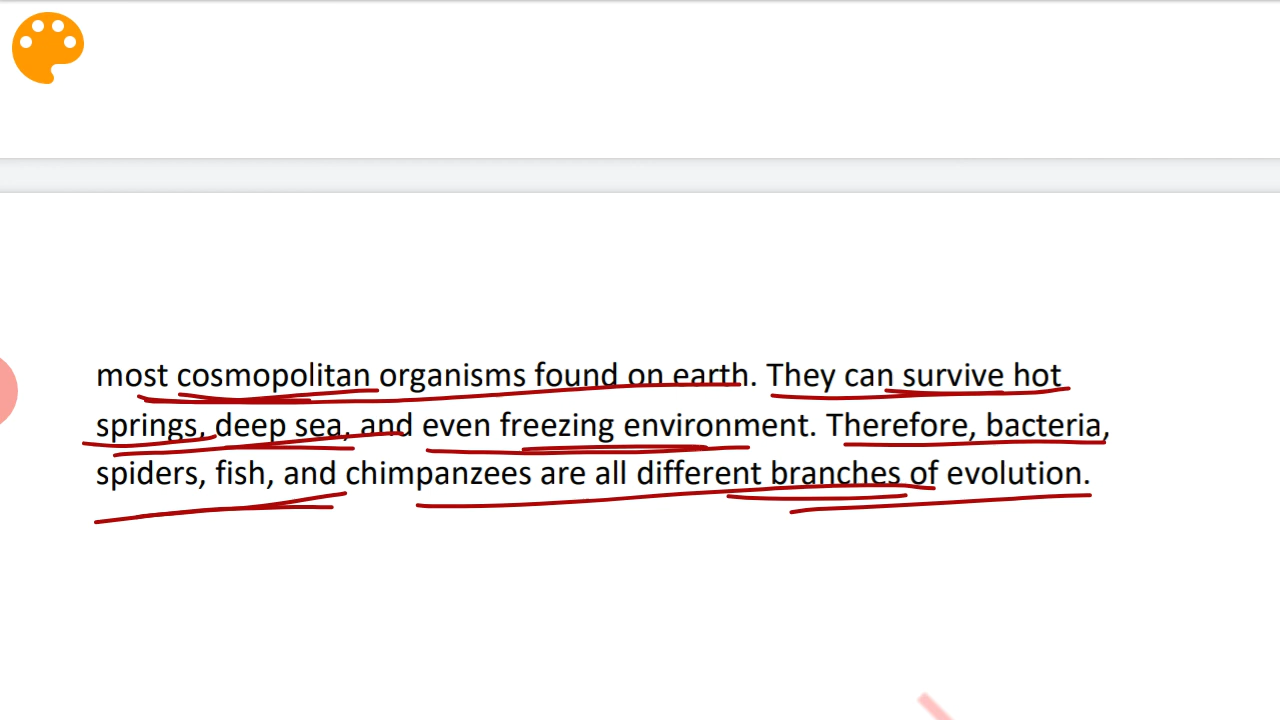 most cosmopolitan organisms found on earth. They can survive hot
springs, deep sea, and even freezing environment. Therefore, bacteria,
spiders, fish, and chimpanzees are all different branches of evolution.